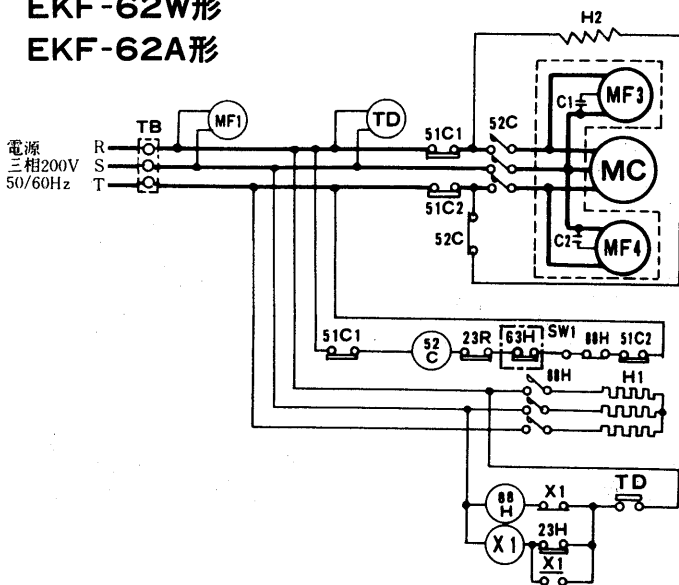 EKF-62W形
EKF-62A形
H2
MF3
C1
TB
MF1
TD
51C1
52C
電源
三相200V
50/60Hz
R
S
T
MC
51C2
52C
C2
MF4
51C1
52
C
23R
63H
SW1
88H
51C2
88H
H1
88
H
X1
TD
X1
23H
X1